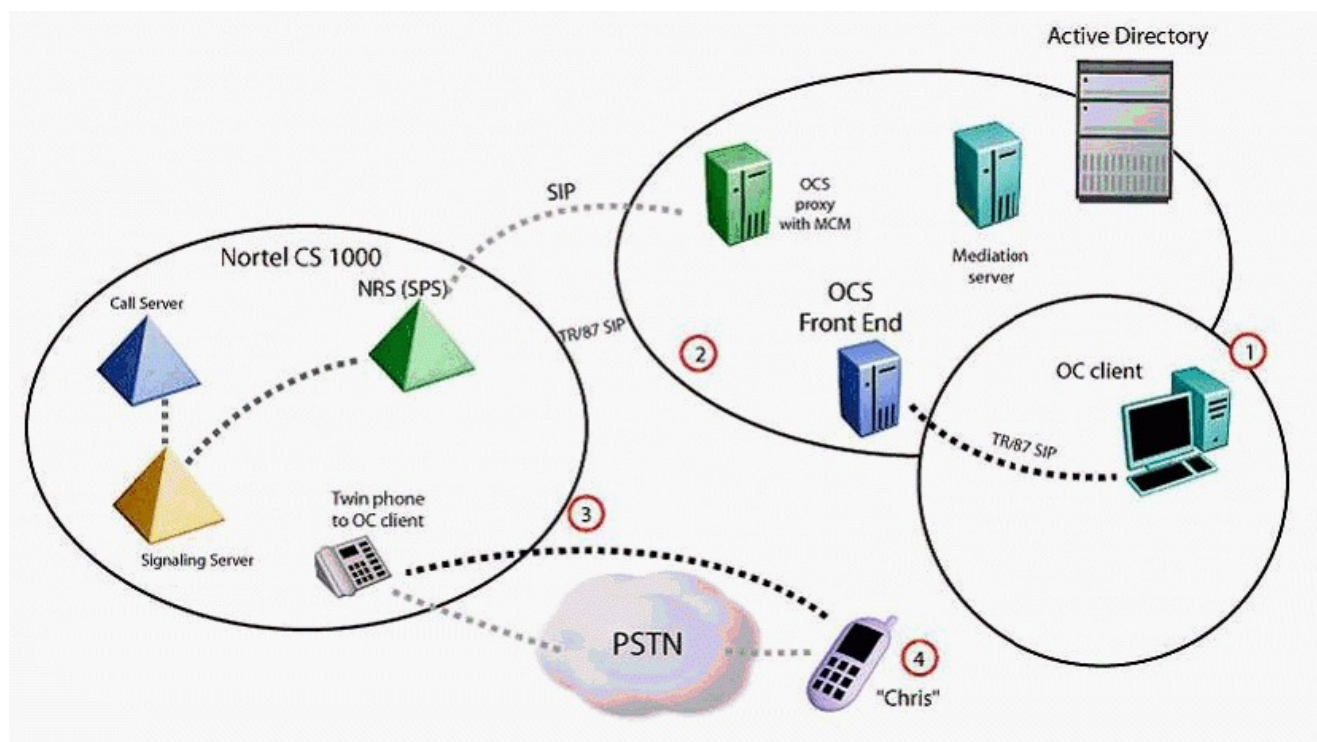 Active Directory
SIP
OCS
proxy
with MCM
Mediation
server
Nortel CS 1000
NRS (SPS)
Call Server
TR/87 SIP
OCS
Front End
2
1
OC client
TR/87 SIP
Twin phone
to OC client
3
Signaling Server
PSTN
4
"Chris"